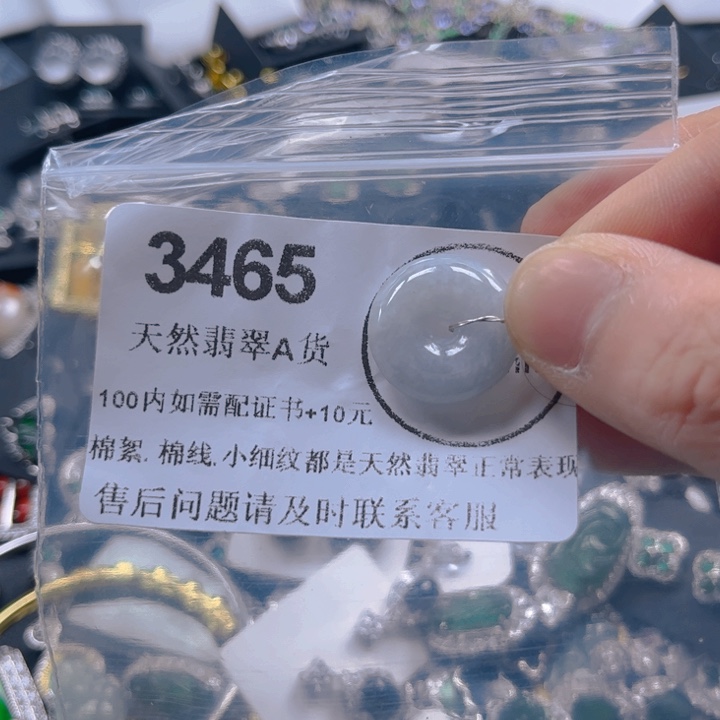 3465
天然翡翠A货
100内如需配证书+10元
棉絮.棉线.小细纹都是天然翡翠正常表现
售后问题请及时联系客服